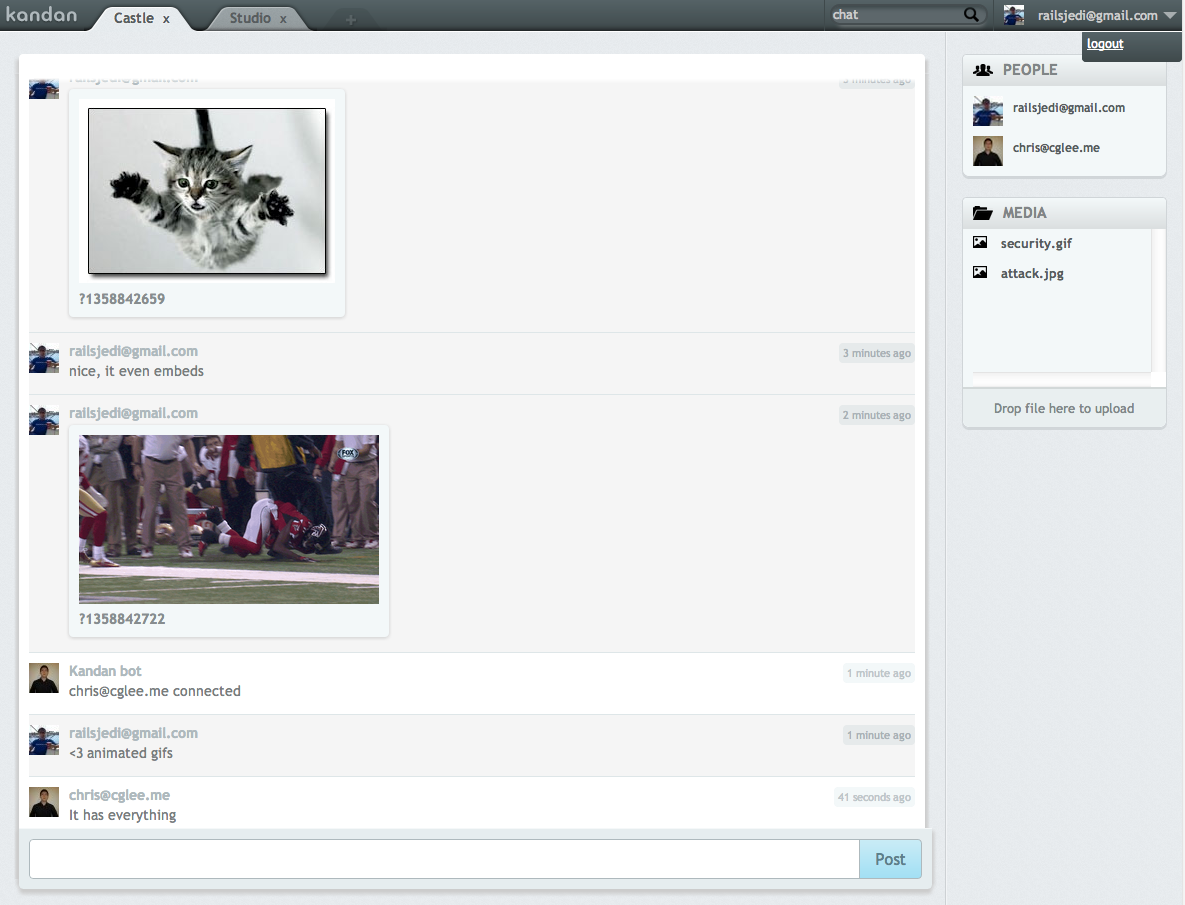 kandan
Castle x
Studio x
+
chat
railsjedi@gmail.com
logout
railsjedi@gmail.com
3 minutes ago
?1358842659
railsjedi@gmail.com
3 minutes ago
nice, it even embeds
railsjedi@gmail.com
2 minutes ago
FOX
?1358842722
Kandan bot
1 minute ago
chris@cglee.me connected
railsjedi@gmail.com
1 minute ago
<3 animated gifs
chris@cglee.me
41 seconds ago
It has everything
Post
PEOPLE
railsjedi@gmail.com
chris@cglee.me
MEDIA
security.gif
attack.jpg
Drop file here to upload